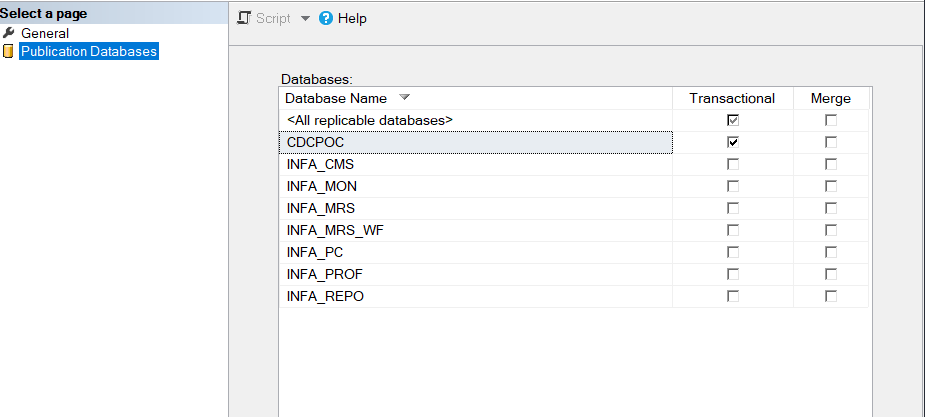 Select a page
General
Publication Databases
Script Help
Databases:
Database Name Transactional Merge
<All replicable databases>
CDCPOC
INFA_CMS
INFA_MON
INFA_MRS
INFA_MRS_WF
INFA_PC
INFA_PROF
INFA_REPO